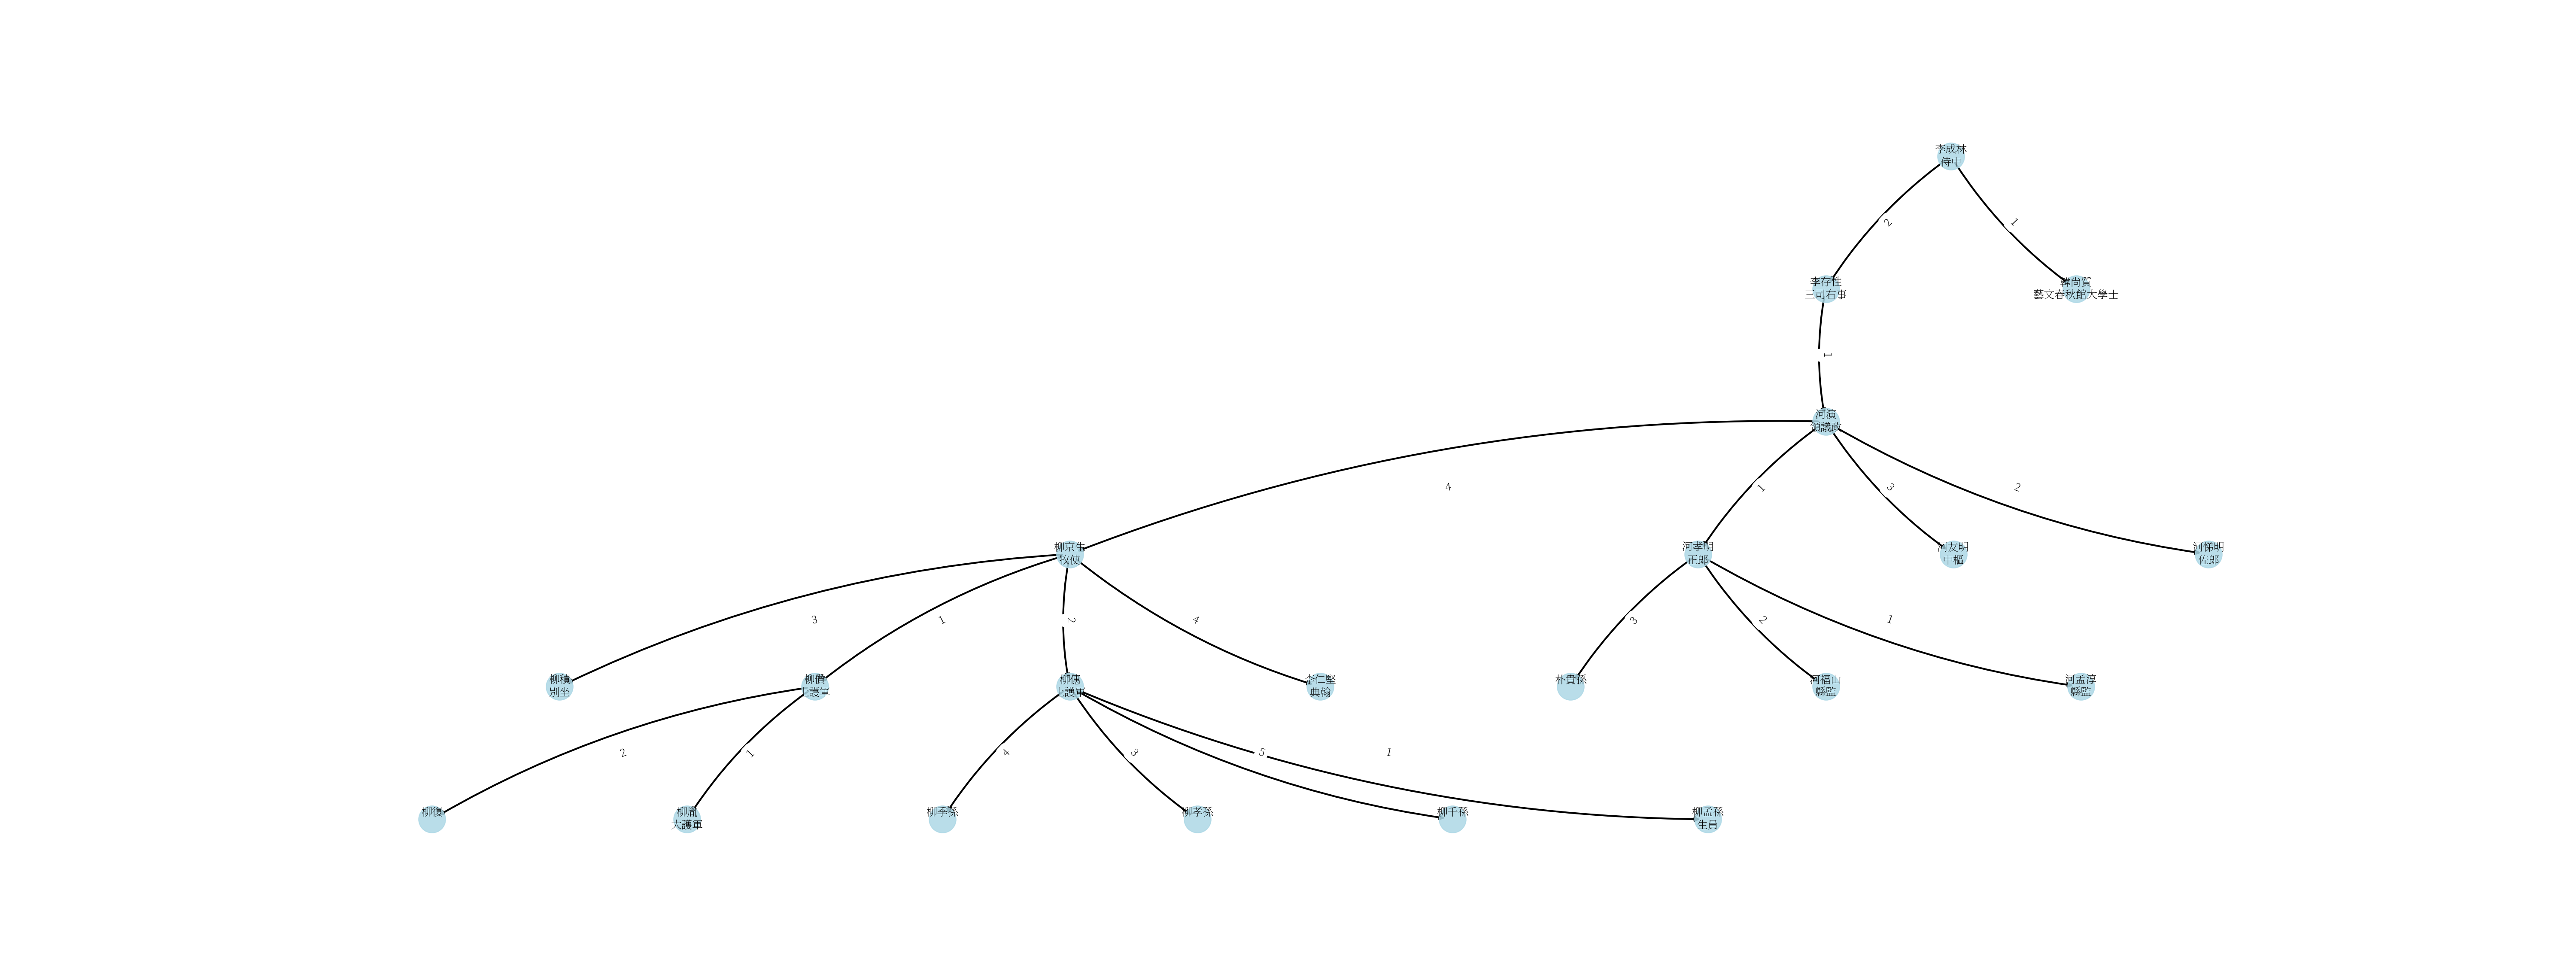 李成林
侍中
2
1
李存性
三司右事
韓尙質
藝文春秋館大學士
1
河演
領議政
4
1
3
2
柳京生
牧使
河孝明
正郎
河友明
中樞
河悌明
佐郎
3
1
2
4
3
2
1
柳積
別坐
柳償
上護軍
柳傯
上護軍
李仁堅
典翰
朴貴孫
河福山
縣監
河孟淳
縣監
2
1
4
3
5
1
柳復
柳胤
大護軍
柳季孫
柳孝孫
柳千孫
柳孟孫
生員